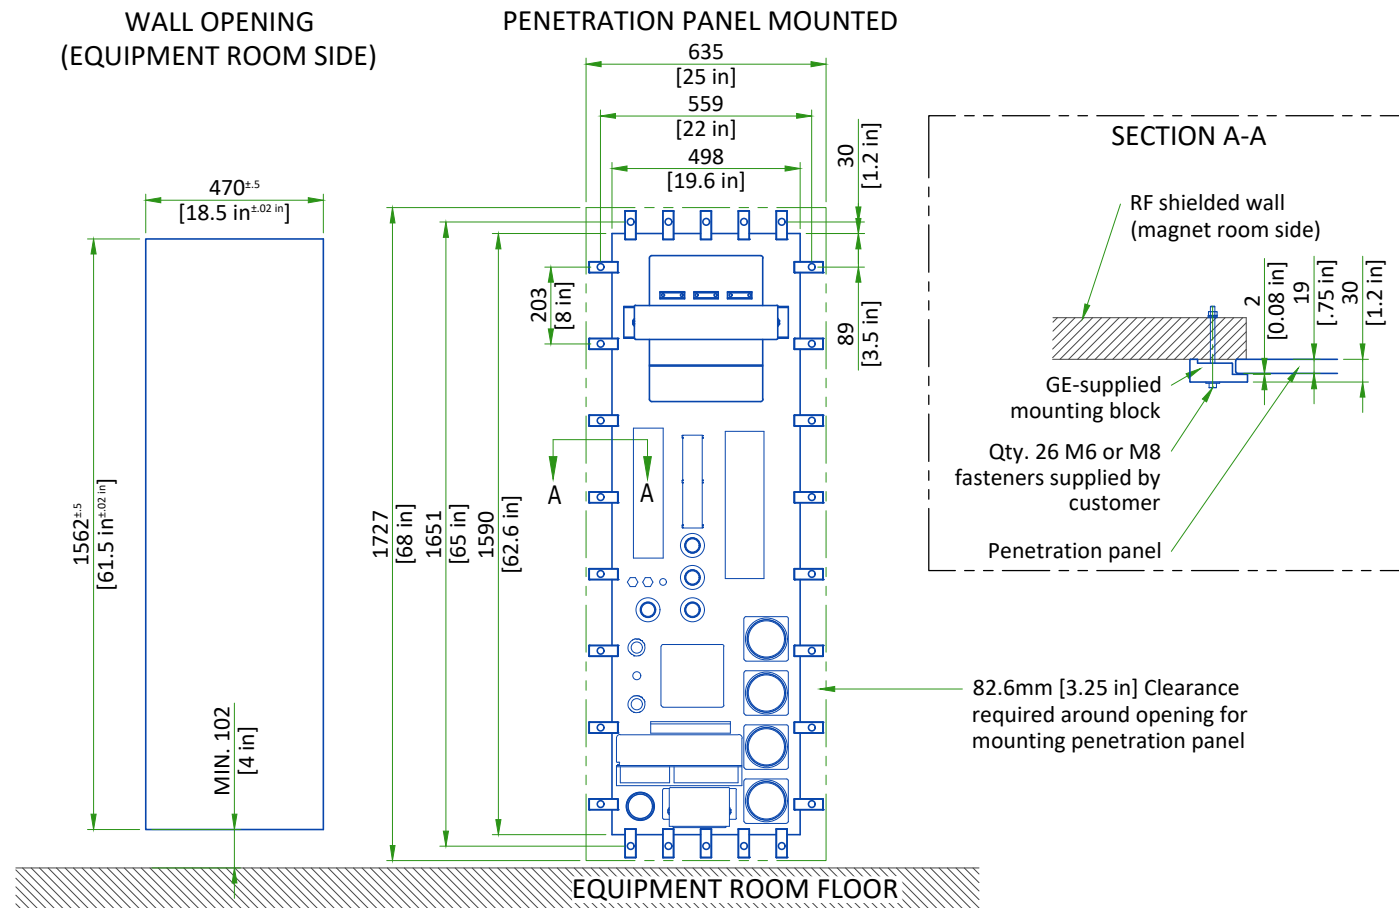 WALL OPENING
(EQUIPMENT ROOM SIDE)
PENETRATION PANEL MOUNTED
635
[25 in]
559
[22 in]
498
[19.6 in]
30
[1.2 in]
470±.5
[18.5 in±.02 in]
203
[8 in]
89
[3.5 in]
1562±.5
[61.5 in±.02 in]
1727
[68 in]
1651
[65 in]
1590
[62.6 in]
A
A
MIN. 102
[4 in]
SECTION A-A
RF shielded wall
(magnet room side)
2
[0.08 in]
19
[.75 in]
30
[1.2 in]
GE-supplied
mounting block
Qty. 26 M6 or M8
fasteners supplied by
customer
Penetration panel
82.6mm [3.25 in] Clearance
required around opening for
mounting penetration panel
EQUIPMENT ROOM FLOOR